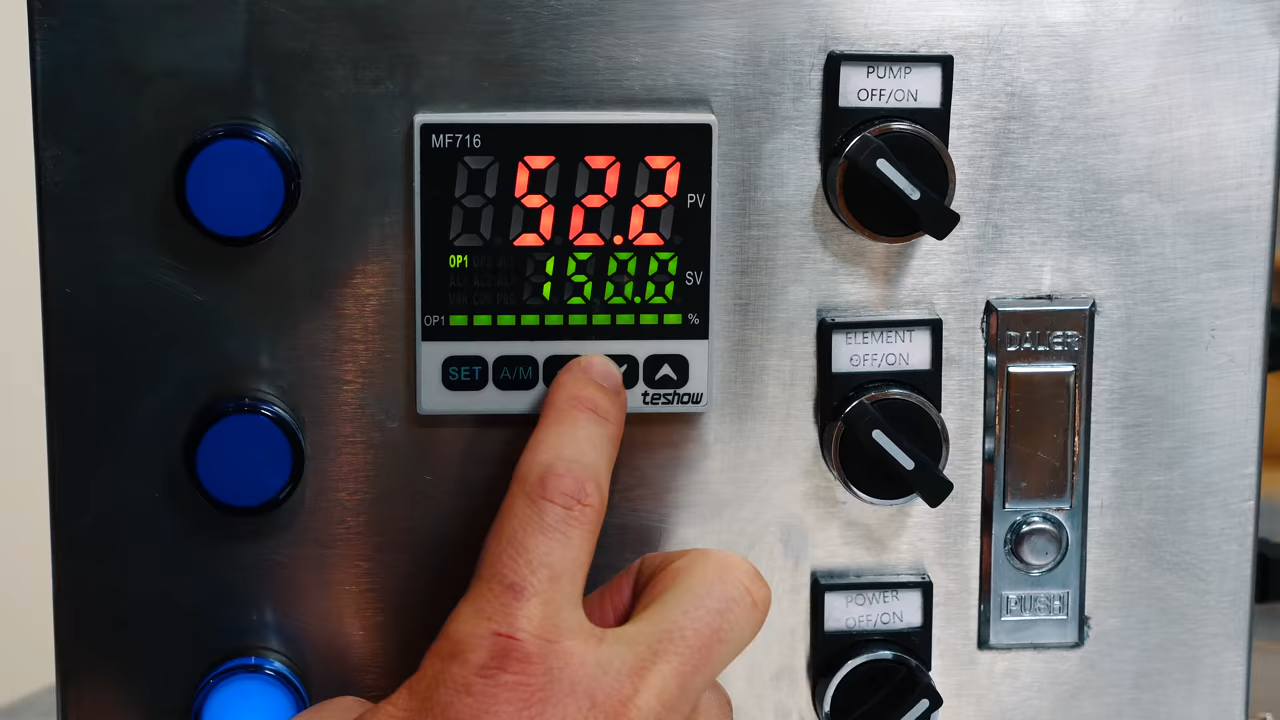 MF716
52.2 PV
OP1
150.0 SV
OP1 %
SET A/M
teshow
PUMP
OFF/ON
ELEMENT
OFF/ON
DALIER
PUSH
POWER
OFF/ON